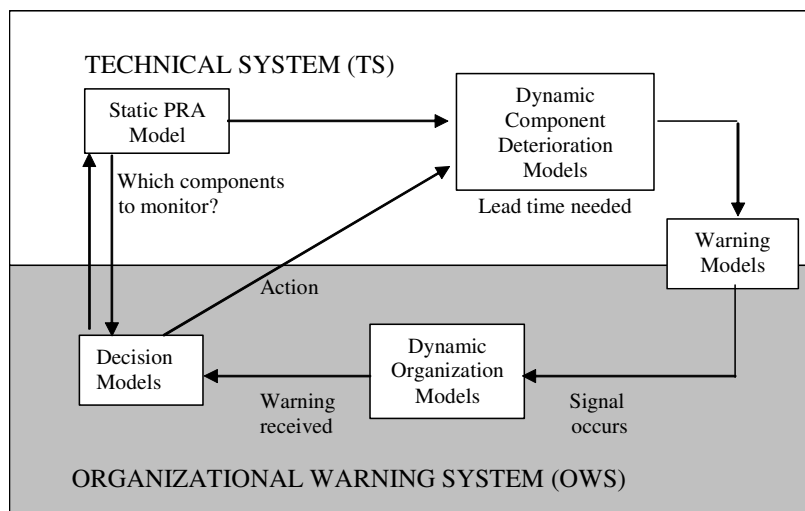 TECHNICAL SYSTEM (TS)
Static PRA
Model
Dynamic
Component
Deterioration
Models
Which components
to monitor?
Lead time needed
Warning
Models
Action
Decision
Models
Dynamic
Organization
Models
Warning
received
Signal
occurs
ORGANIZATIONAL WARNING SYSTEM (OWS)